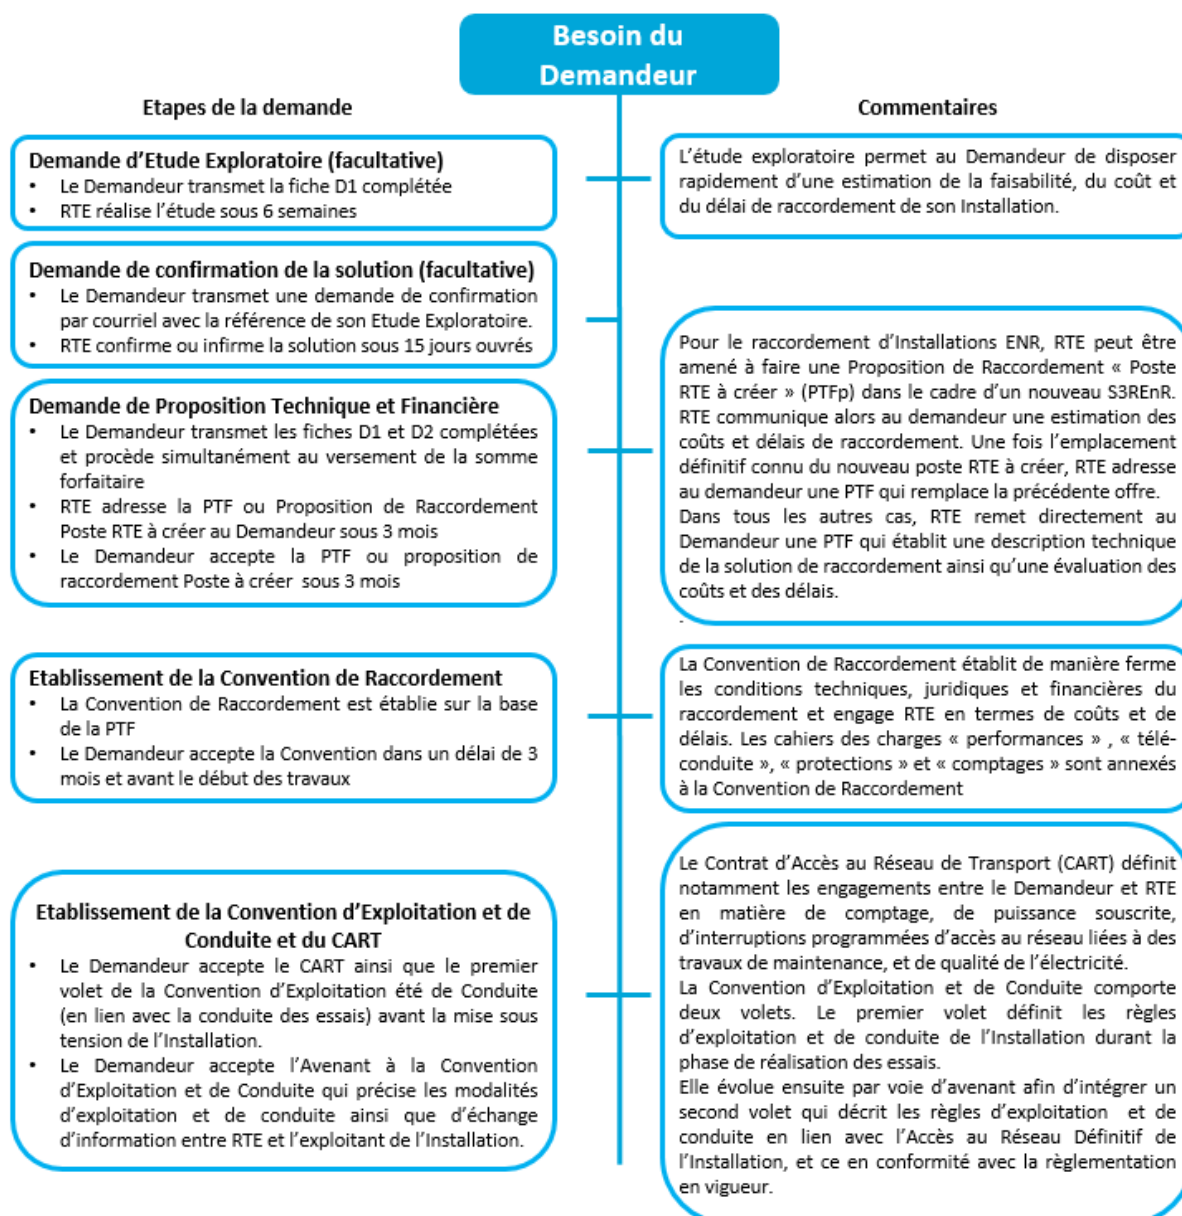 Besoin du
Demandeur
Etapes de la demande
Commentaires
Demande d’Etude Exploratoire (facultative)
• Le Demandeur transmet la fiche D1 complétée
• RTE réalise l’étude sous 6 semaines
L’étude exploratoire permet au Demandeur de disposer
rapidement d’une estimation de la faisabilité, du coût et
du délai de raccordement de son Installation.
Demande de confirmation de la solution (facultative)
• Le Demandeur transmet une demande de confirmation
par courriel avec la référence de son Etude Exploratoire.
• RTE confirme ou infirme la solution sous 15 jours ouvrés
Demande de Proposition Technique et Financière
• Le Demandeur transmet les fiches D1 et D2 complétées
et procède simultanément au versement de la somme
forfaitaire
• RTE adresse la PTF ou Proposition de Raccordement
Poste RTE à créer au Demandeur sous 3 mois
• Le Demandeur accepte la PTF ou proposition de
raccordement Poste à créer sous 3 mois
Pour le raccordement d’Installations ENR, RTE peut être
amené à faire une Proposition de Raccordement « Poste
RTE à créer » (PTFp) dans le cadre d’un nouveau S3REnR.
RTE communique alors au demandeur une estimation des
coûts et délais de raccordement. Une fois l’emplacement
définitif connu du nouveau poste RTE à créer, RTE adresse
au demandeur une PTF qui remplace la précédente offre.
Dans tous les autres cas, RTE remet directement au
Demandeur une PTF qui établit une description technique
de la solution de raccordement ainsi qu’une évaluation des
coûts et des délais.
.
Etablissement de la Convention de Raccordement
• La Convention de Raccordement est établie sur la base
de la PTF
• Le Demandeur accepte la Convention dans un délai de 3
mois et avant le début des travaux
La Convention de Raccordement établit de manière ferme
les conditions techniques, juridiques et financières du
raccordement et engage RTE en termes de coûts et de
délais. Les cahiers des charges « performances » , « télé-
conduite », « protections » et « comptages » sont annexés
à la Convention de Raccordement
Etablissement de la Convention d’Exploitation et de
Conduite et du CART
• Le Demandeur accepte le CART ainsi que le premier
volet de la Convention d’Exploitation été de Conduite
(en lien avec la conduite des essais) avant la mise sous
tension de l’Installation.
• Le Demandeur accepte l’Avenant à la Convention
d’Exploitation et de Conduite qui précise les modalités
d’exploitation et de conduite ainsi que d’échange
d’information entre RTE et l’exploitant de l’Installation.
Le Contrat d’Accès au Réseau de Transport (CART) définit
notamment les engagements entre le Demandeur et RTE
en matière de comptage, de puissance souscrite,
d’interruptions programmées d’accès au réseau liées à des
travaux de maintenance, et de qualité de l’électricité.
La Convention d’Exploitation et de Conduite comporte
deux volets. Le premier volet définit les règles
d’exploitation et de conduite de l’Installation durant la
phase de réalisation des essais.
Elle évolue ensuite par voie d’avenant afin d’intégrer un
second volet qui décrit les règles d’exploitation et de
conduite en lien avec l’Accès au Réseau Définitif de
l’Installation, et ce en conformité avec la règlementation
en vigueur.